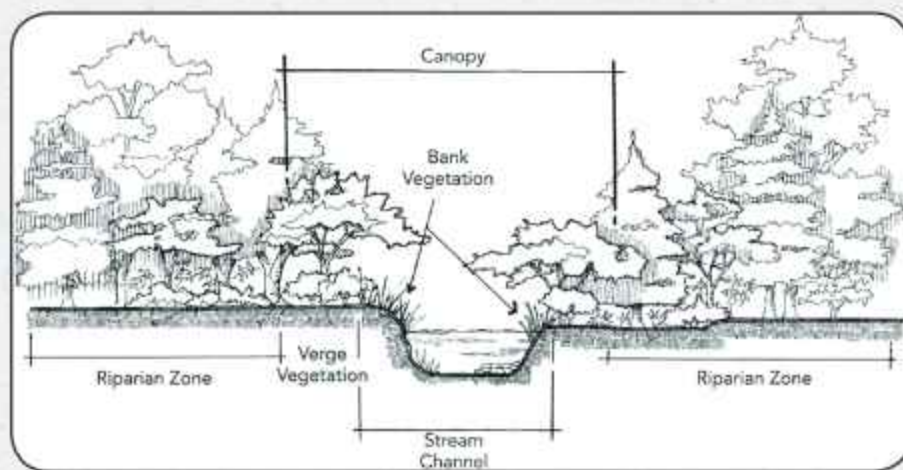 Canopy
Bank
Vegetation
Riparian Zone
Verge
Vegetation
Riparian Zone
Stream
Channel